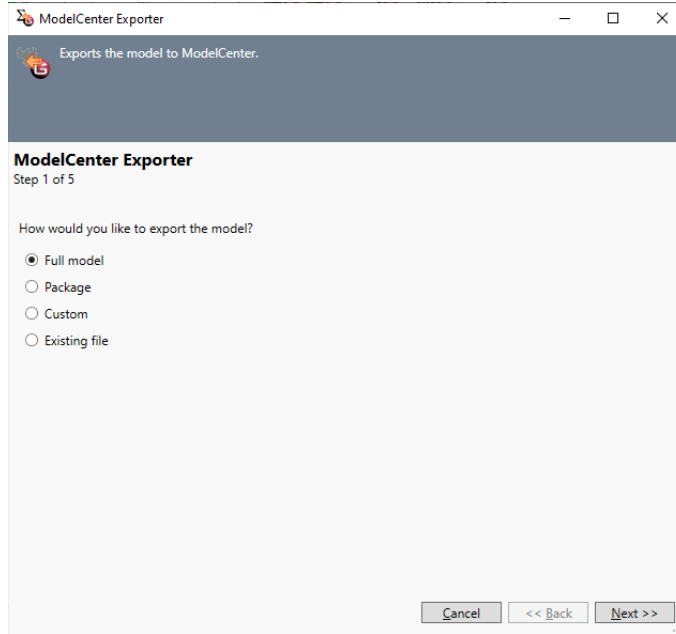 ModelCenter Exporter
Exports the model to ModelCenter.
ModelCenter Exporter
Step 1 of 5
How would you like to export the model?
Full model
Package
Custom
Existing file
Cancel
<< Back
Next >>